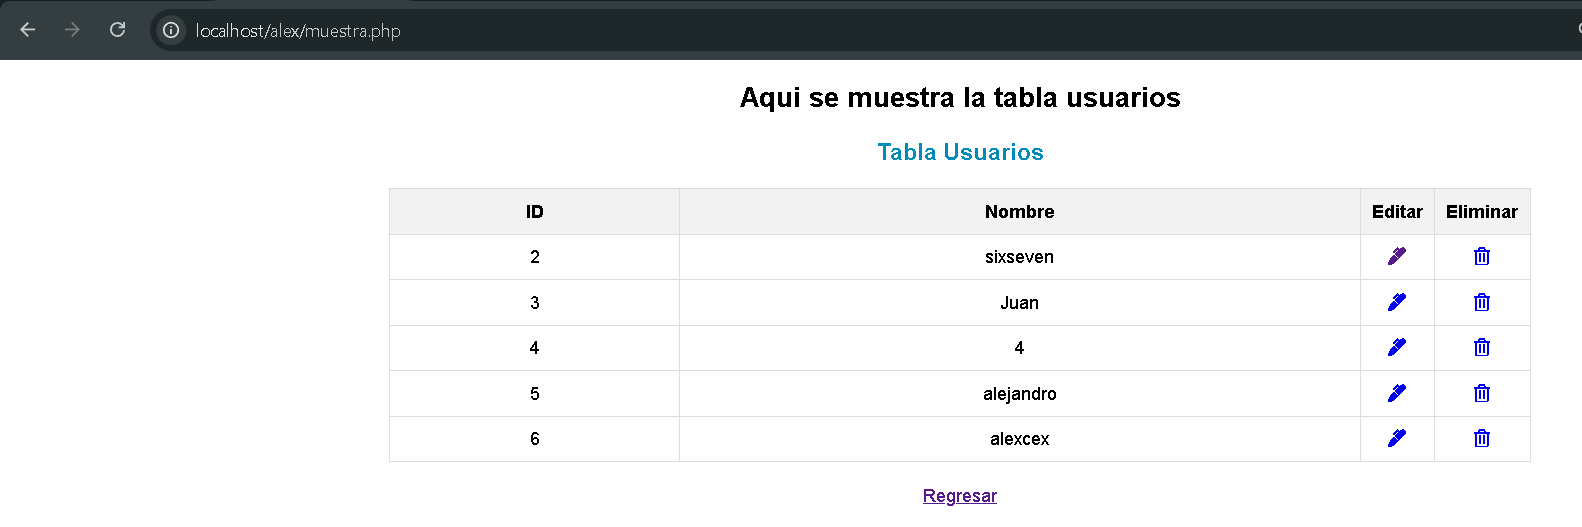 localhost/alex/muestra.php
Aqui se muestra la tabla usuarios
Tabla Usuarios
ID Nombre Editar Eliminar
2 sixseven
3 Juan
4 4
5 alejandro
6 alexcex
Regresar